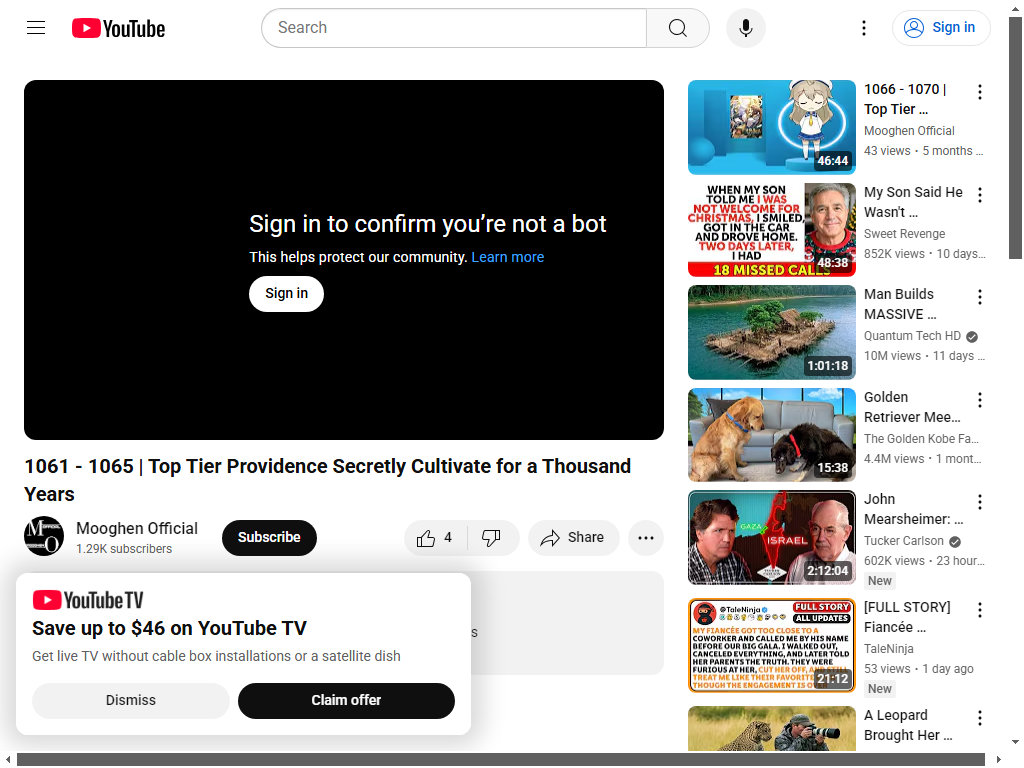 YouTube
Search
Sign in
Sign in to confirm you’re not a bot
This helps protect our community. Learn more
Sign in
1061 - 1065 | Top Tier Providence Secretly Cultivate for a Thousand
Years
Mooghen Official
1.29K subscribers
Subscribe
4
Share
s
YouTube TV
Save up to $46 on YouTube TV
Get live TV without cable box installations or a satellite dish
Dismiss
Claim offer
46:44
1066 - 1070 |
Top Tier ...
Mooghen Official
43 views • 5 months ...
WHEN MY SON
TOLD ME I WAS
NOT WELCOME FOR
CHRISTMAS, I SMILED,
GOT IN THE CAR
AND DROVE HOME.
TWO DAYS LATER,
I HAD
18 MISSED CALLS
48:38
My Son Said He
Wasn't ...
Sweet Revenge
852K views • 10 days...
1:01:18
Man Builds
MASSIVE ...
Quantum Tech HD
10M views • 11 days ...
15:38
Golden
Retriever Mee...
The Golden Kobe Fa...
4.4M views • 1 mont...
GAZA
ISRAEL
2:12:04
John
Mearsheimer: ...
Tucker Carlson
602K views • 23 hour...
New
@TaleNinja
FULL STORY
ALL UPDATES
MY FIANCÉE GOT TOO CLOSE TO A
COWORKER AND CALLED ME BY HIS NAME
BEFORE OUR BIG GALA. I WALKED OUT,
CANCELED EVERYTHING, AND LATER TOLD
HER PARENTS THE TRUTH. THEY WERE
FURIOUS AT HER, CUT HER OFF, AND STILL
TREAT ME LIKE THEIR FAVORITE
THOUGH THE ENGAGEMENT IS OVER
21:12
[FULL STORY]
Fiancée ...
TaleNinja
53 views • 1 day ago
New
A Leopard
Brought Her ...